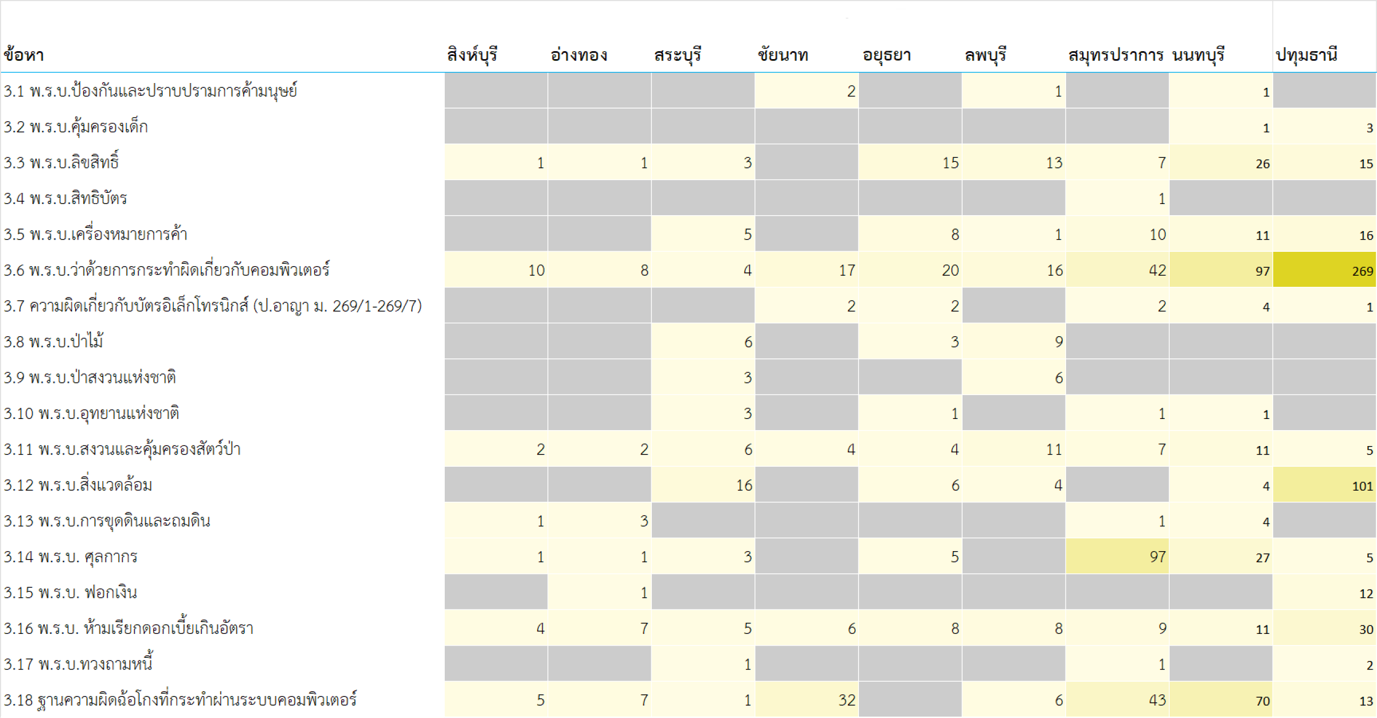 ข้อหา สิงห์บุรี อ่างทอง สระบุรี ชัยนาท อยุธยา ลพบุรี สมุทรปราการ นนทบุรี ปทุมธานี
3.1 พ.ร.บ.ป้องกันและปราบปรามการค้ามนุษย์ 2 1 1
3.2 พ.ร.บ.คุ้มครองเด็ก 1 3
3.3 พ.ร.บ.ลิขสิทธิ์ 1 1 3 15 13 7 26 15
3.4 พ.ร.บ.สิทธิบัตร 1
3.5 พ.ร.บ.เครื่องหมายการค้า 5 8 1 10 11 16
3.6 พ.ร.บ.ว่าด้วยการกระทำผิดเกี่ยวกับคอมพิวเตอร์ 10 8 4 17 20 16 42 97 269
3.7 ความผิดเกี่ยวกับบัตรอิเล็กโทรนิกส์ (ป.อาญา ม. 269/1-269/7) 2 2 2 4 1
3.8 พ.ร.บ.ป่าไม้ 6 3 9
3.9 พ.ร.บ.ป่าสงวนแห่งชาติ 3 6
3.10 พ.ร.บ.อุทยานแห่งชาติ 3 1 1 1
3.11 พ.ร.บ.สงวนและคุ้มครองสัตว์ป่า 2 2 6 4 4 11 7 11 5
3.12 พ.ร.บ.สิ่งแวดล้อม 16 6 4 4 101
3.13 พ.ร.บ.การขุดดินและถมดิน 1 3 1 4
3.14 พ.ร.บ. ศุลกากร 1 1 3 5 97 27 5
3.15 พ.ร.บ. ฟอกเงิน 1 12
3.16 พ.ร.บ. ห้ามเรียกดอกเบี้ยเกินอัตรา 4 7 5 6 8 8 9 11 30
3.17 พ.ร.บ.ทวงถามหนี้ 1 1 2
3.18 ฐานความผิดฉ้อโกงที่กระทำผ่านระบบคอมพิวเตอร์ 5 7 1 32 6 43 70 13